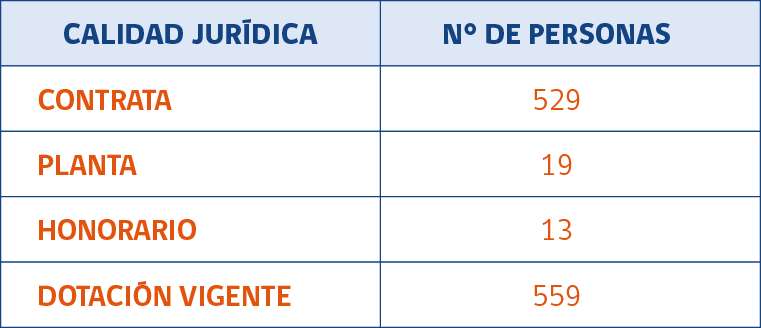 CALIDAD JURÍDICA N° DE PERSONAS
CONTRATA 529
PLANTA 19
HONORARIO 13
DOTACIÓN VIGENTE 559